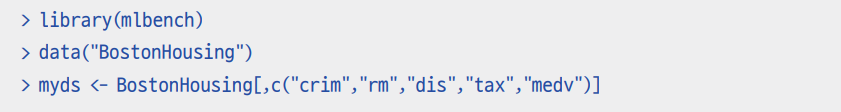 > library(mlbench)
> data("BostonHousing")
> myds <- BostonHousing[,c("crim","rm","dis","tax","medv")]